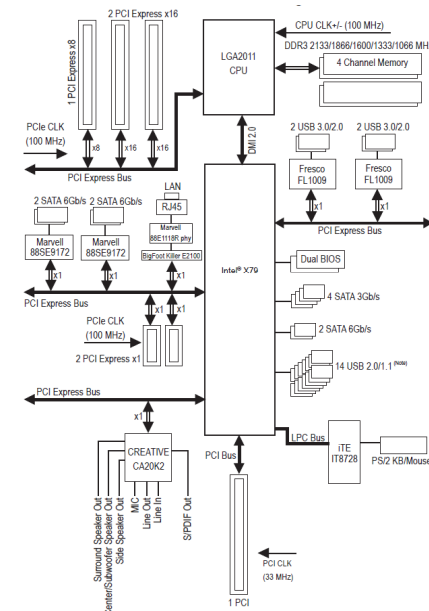 2 PCI Express x16
1 PCI Express x8
CPU CLK+/- (100 MHz)
DDR3 2133/1866/1600/1333/1066 MH
LGA2011
CPU
4 Channel Memory
PCIe CLK
(100 MHz)
x8
x16
x16
PCI Express Bus
DMI 2.0
2 USB 3.0/2.0
2 USB 3.0/2.0
Fresco
FL1009
Fresco
FL1009
x1
x1
PCI Express Bus
LAN
RJ45
2 SATA 6Gb/s
2 SATA 6Gb/s
Marvell
88E1118R phy
Marvell
88SE9172
Marvell
88SE9172
BigFoot Killer E2100
x1
x1
x1
PCI Express Bus
x1
x1
PCIe CLK
(100 MHz)
2 PCI Express x1
Intel® X79
Dual BIOS
4 SATA 3Gb/s
2 SATA 6Gb/s
14 USB 2.0/1.1 (Note)
PCI Express Bus
x1
CREATIVE
CA20K2
Surround Speaker Out
Center/Subwoofer Speaker Out
Side Speaker Out
MIC
Line Out
Line In
S/PDIF Out
PCI Bus
LPC Bus
iTE
IT8728
PS/2 KB/Mouse
PCI CLK
(33 MHz)
1 PCI